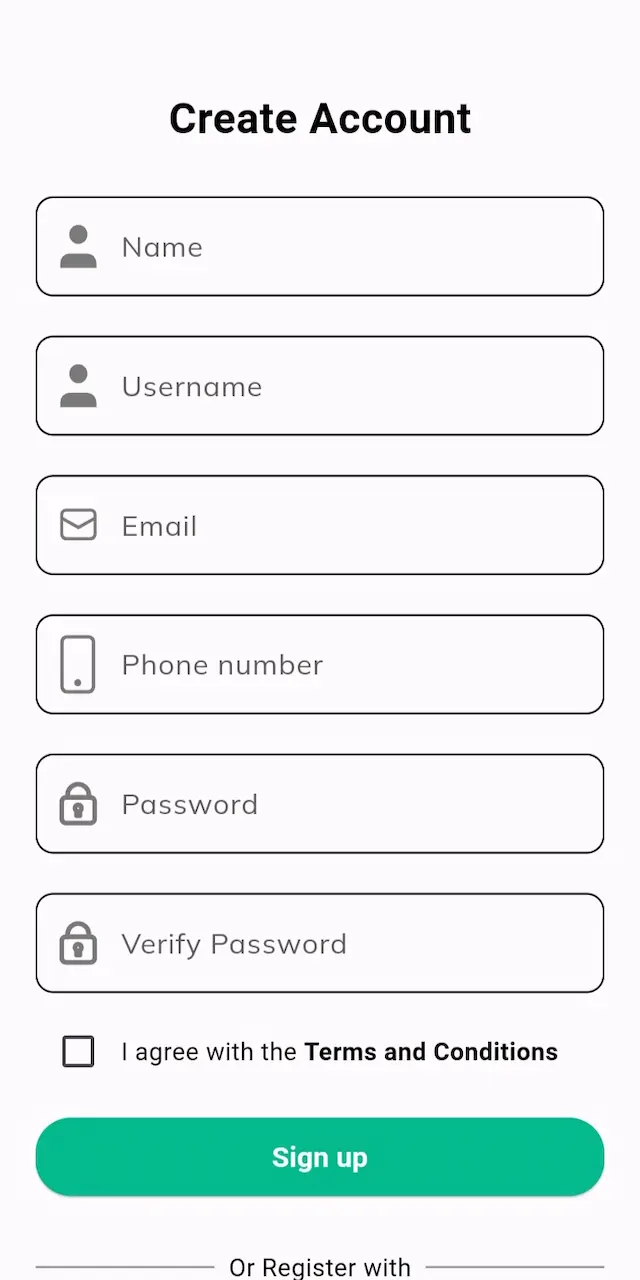 Create Account
Name
Username
Email
Phone number
Password
Verify Password
I agree with the Terms and Conditions
Sign up
Or Register with